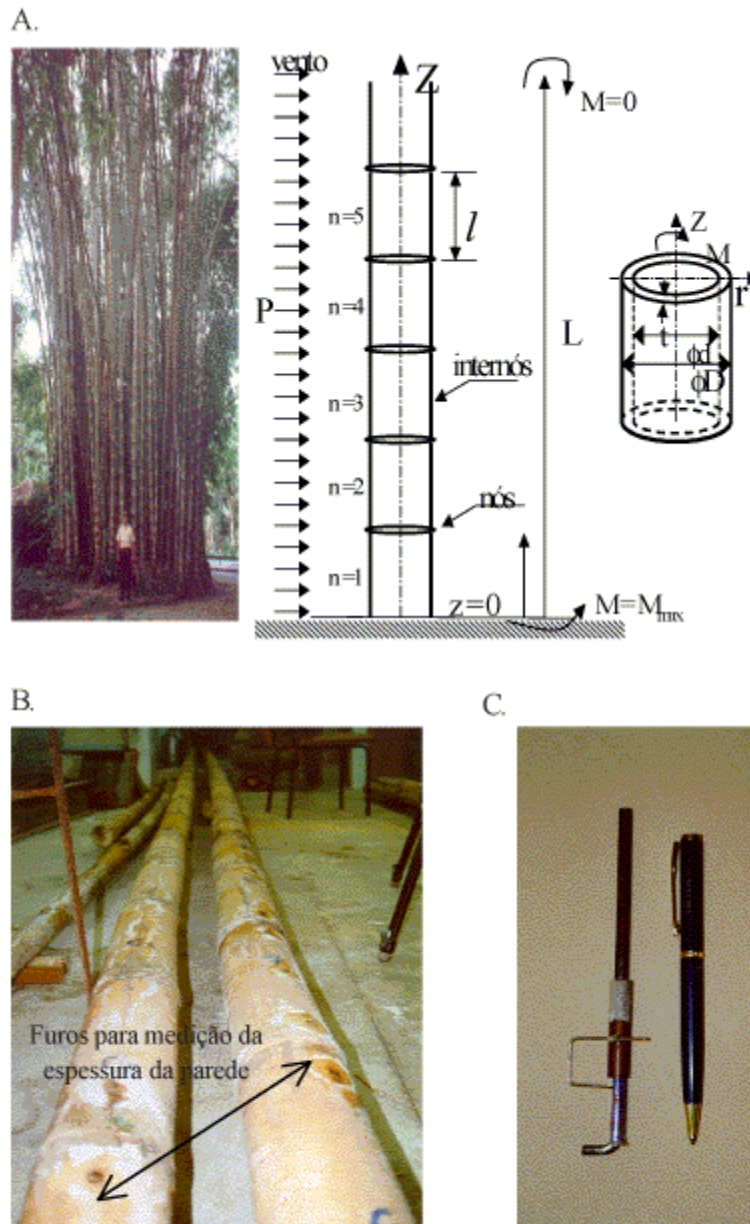 A.
vento
Z
M=0
n=5
l
Z
M
r
P
n=4
L
t
ϕd
ϕD
internós
n=3
n=2
nós
n=1
z=0
M=Mmax
B.
C.
Furos para medição da
espessura da parede